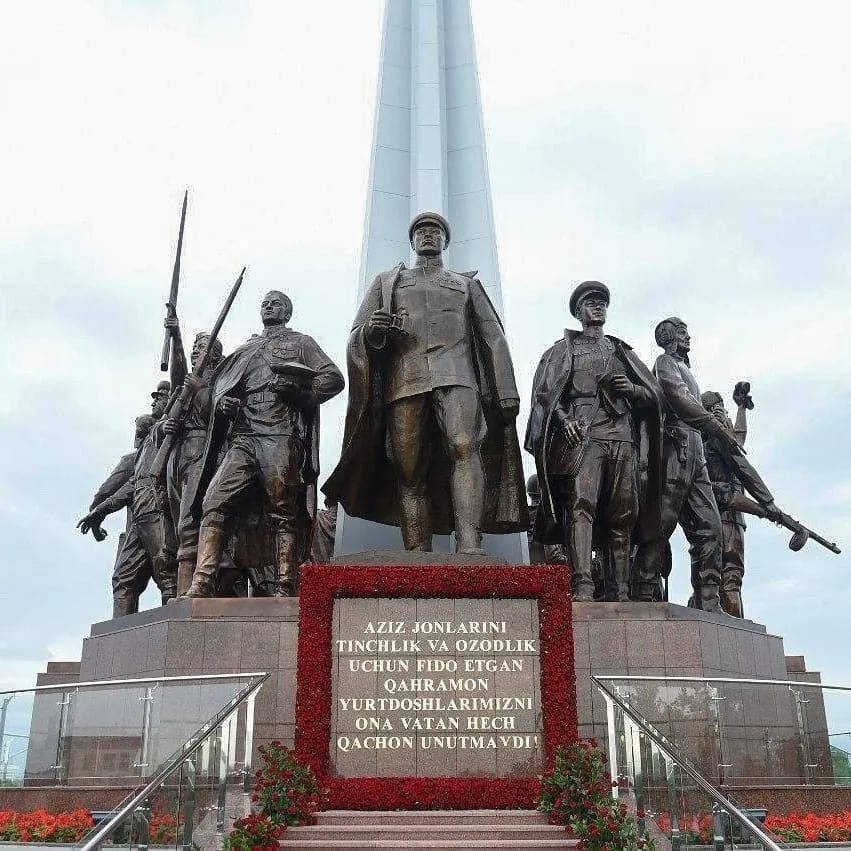 AZIZ JONLARINI
TINCHLIK VA OZODLIK
UCHUN FIDO ETGAN
QAHRAMON
YURTDOSHLARIMIZNI
ONA VATAN HECH
QACHON UNUTMAYDI!